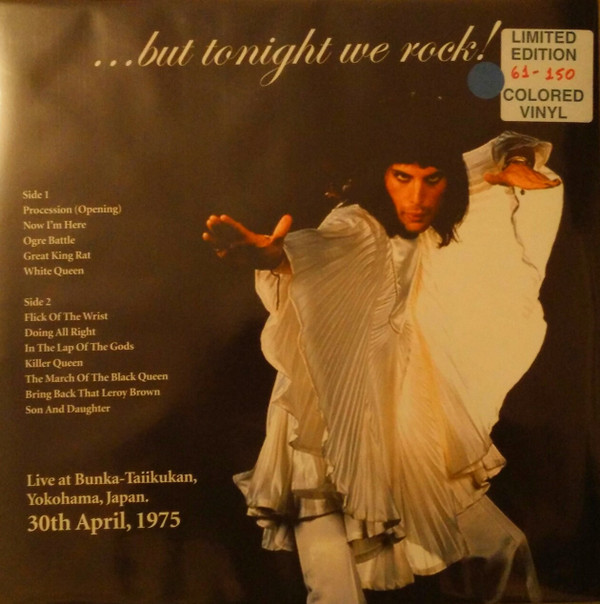 ...but tonight we rock!
LIMITED
EDITION
61-150
COLORED
VINYL
Side 1
Procession (Opening)
Now I'm Here
Ogre Battle
Great King Rat
White Queen
Side 2
Flick Of The Wrist
Doing All Right
In The Lap Of The Gods
Killer Queen
The March Of The Black Queen
Bring Back That Leroy Brown
Son And Daughter
Live at Bunka-Taiikukan,
Yokohama, Japan.
30th April, 1975